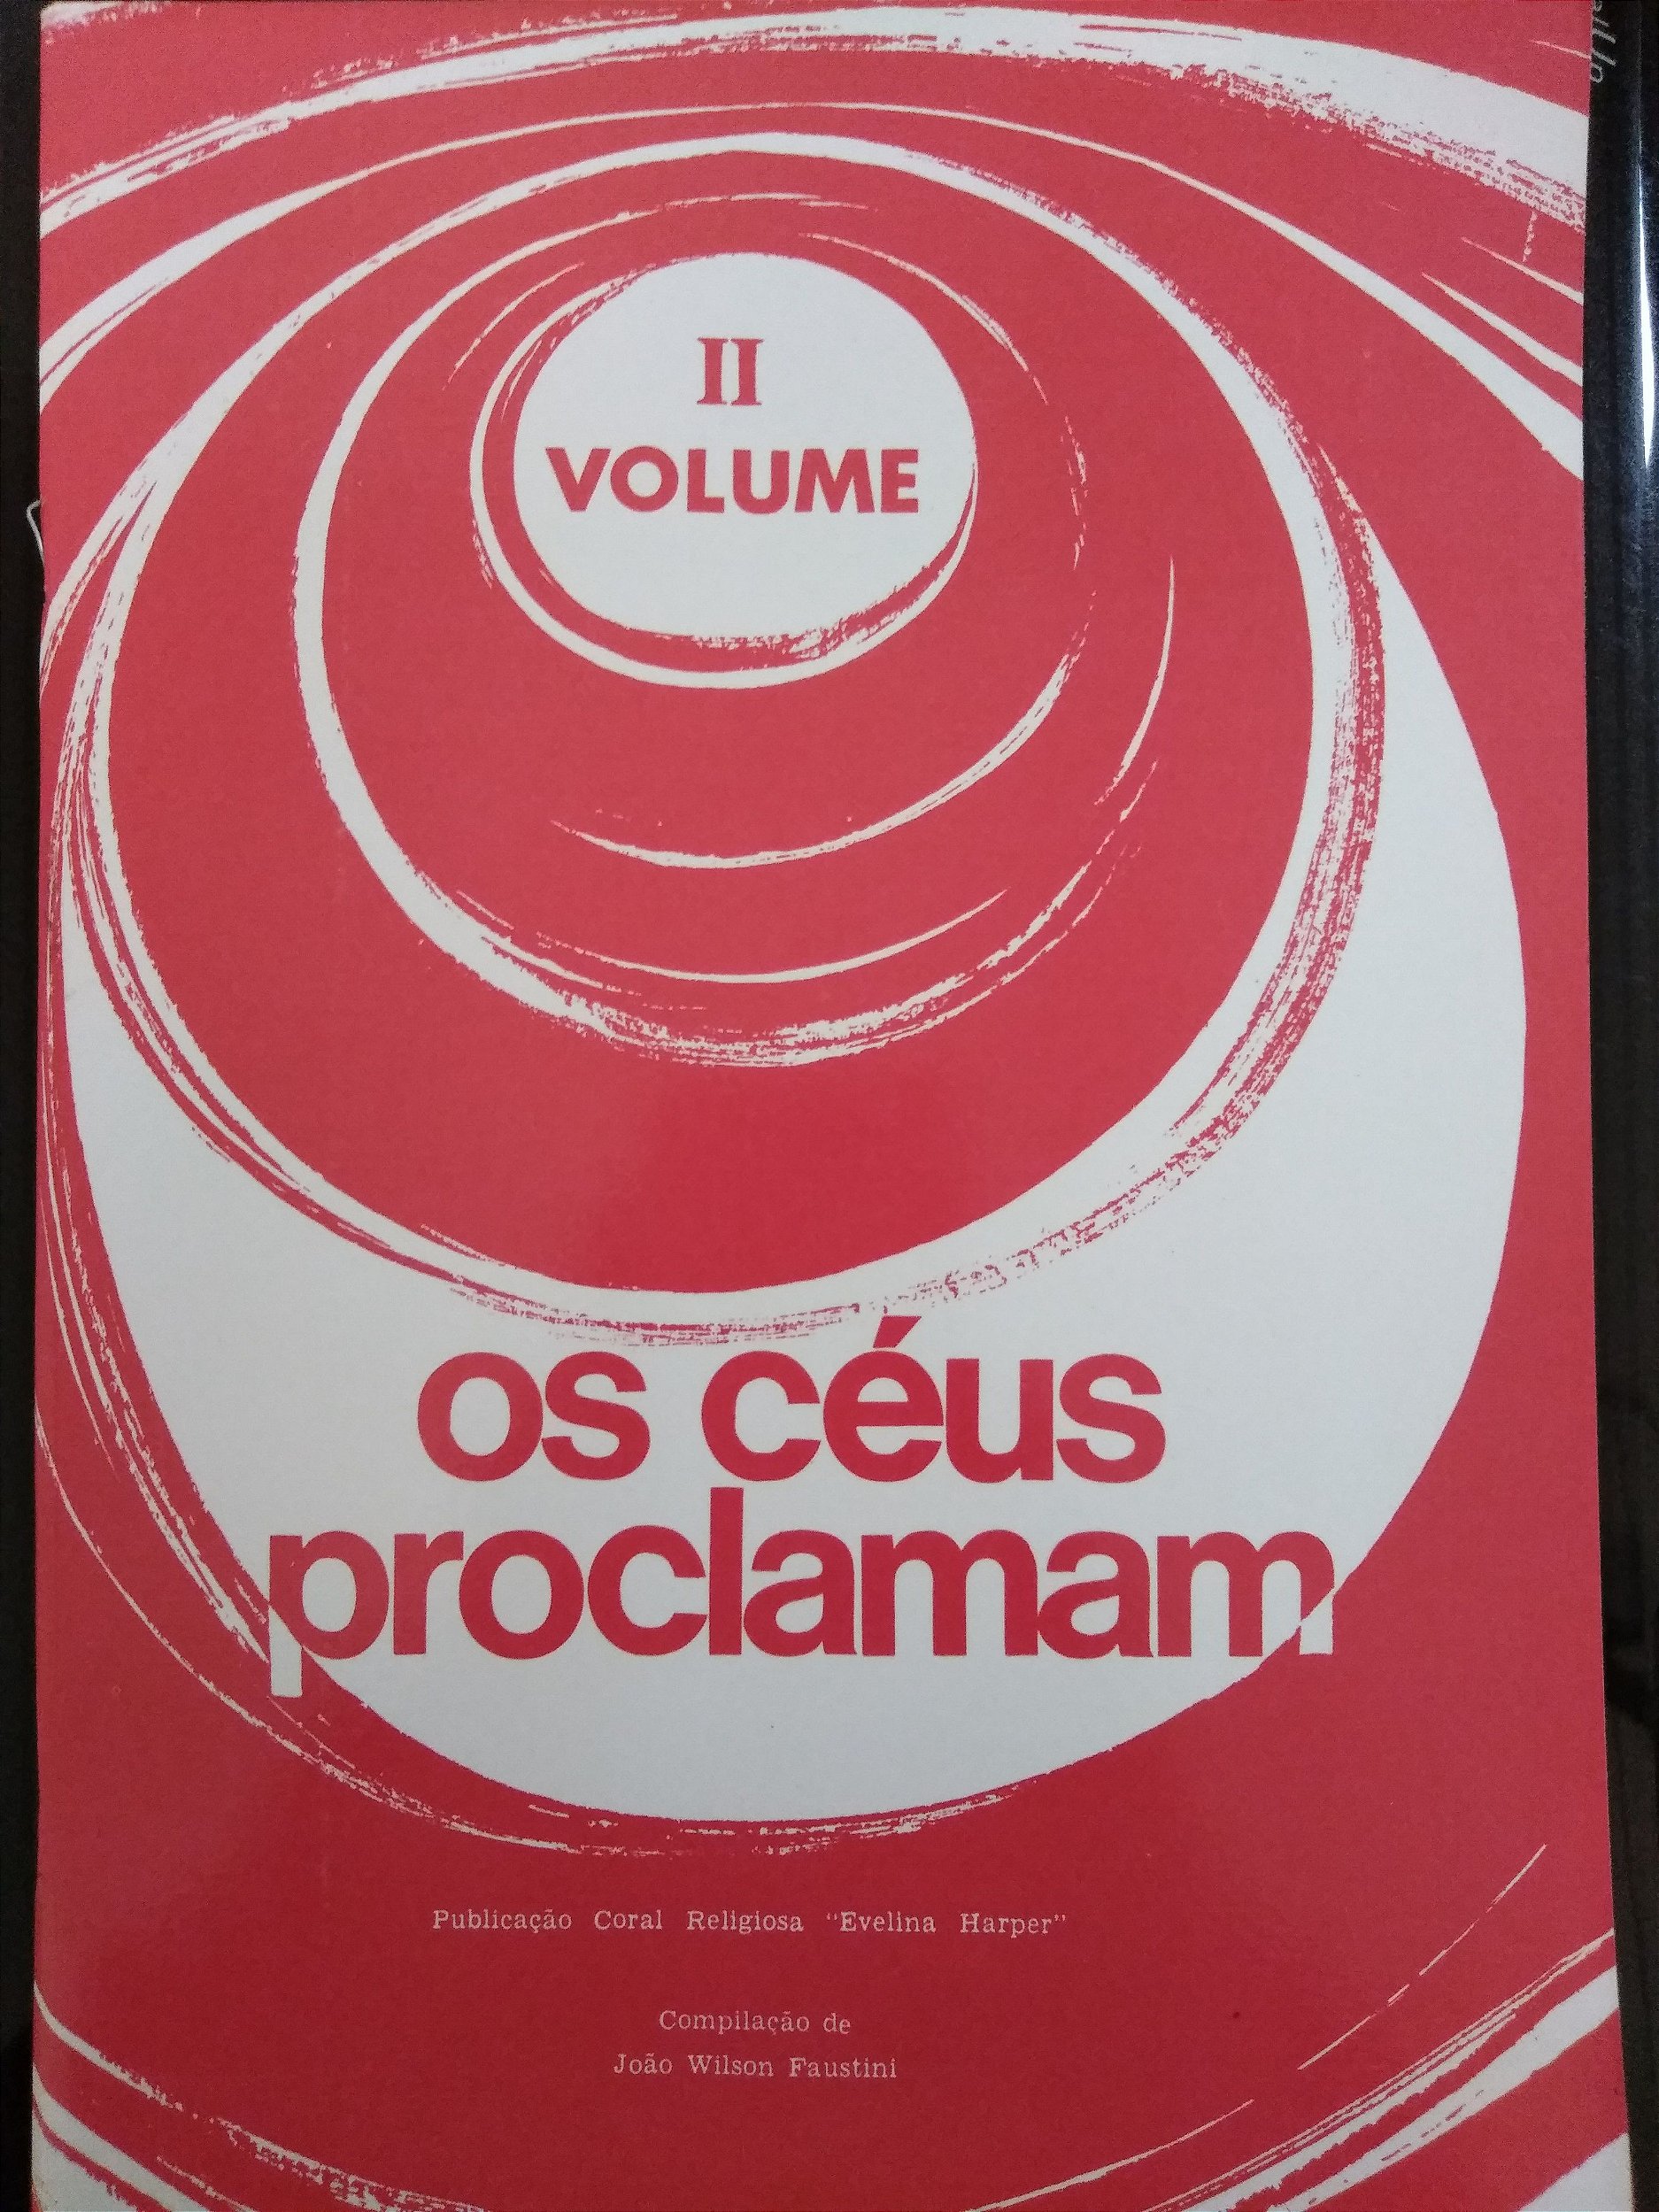 II
VOLUME
os céus
proclamam
Publicação Coral Religiosa "Evelina Harper"
Compilação de
João Wilson Faustini